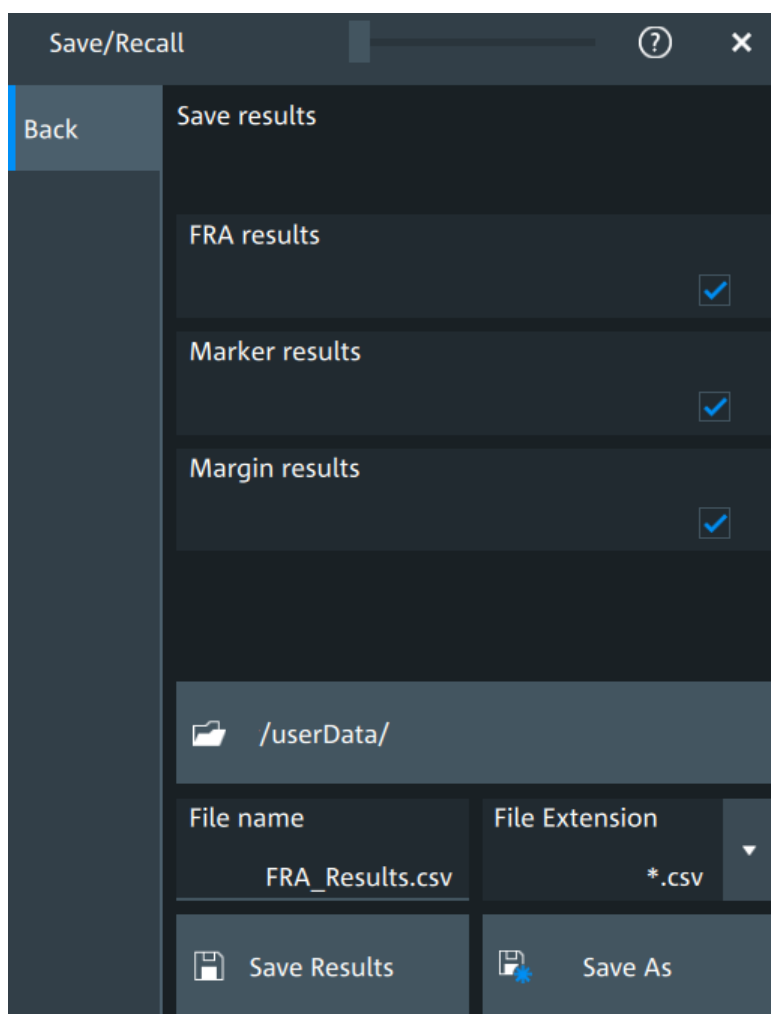 Save/Recall
Back
Save results
FRA results
Marker results
Margin results
/userData/
File name
File Extension
FRA_Results.csv
*.csv
Save Results
Save As